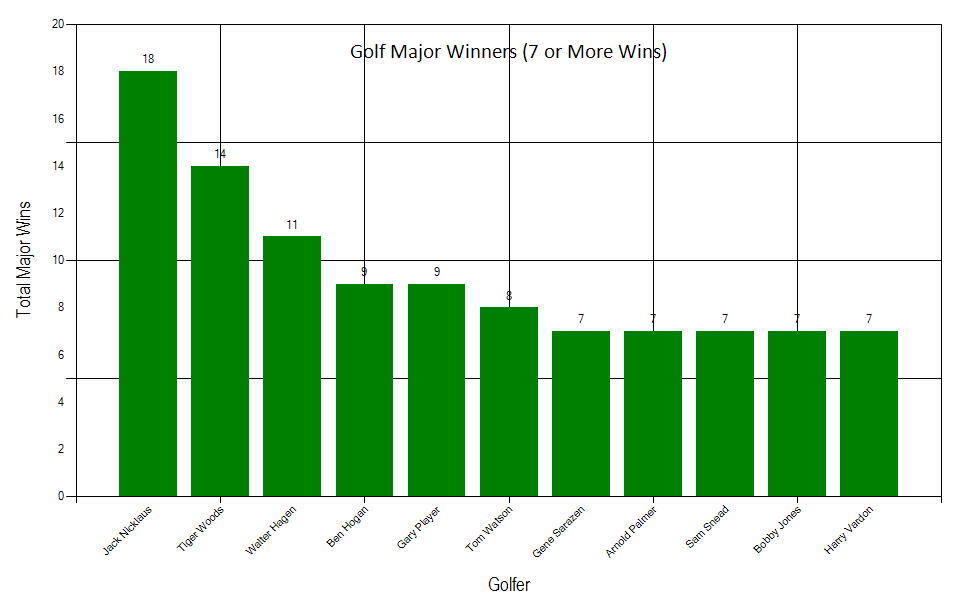 Golf Major Winners (7 or More Wins)
Total Major Wins
20
18
16
14
12
10
8
6
4
2
0
18
14
11
9
9
8
7
7
7
7
7
Jack Nicklaus
Tiger Woods
Walter Hagen
Ben Hogan
Gary Player
Tom Watson
Gene Sarazen
Arnold Palmer
Sam Snead
Bobby Jones
Harry Vardon
Golfer